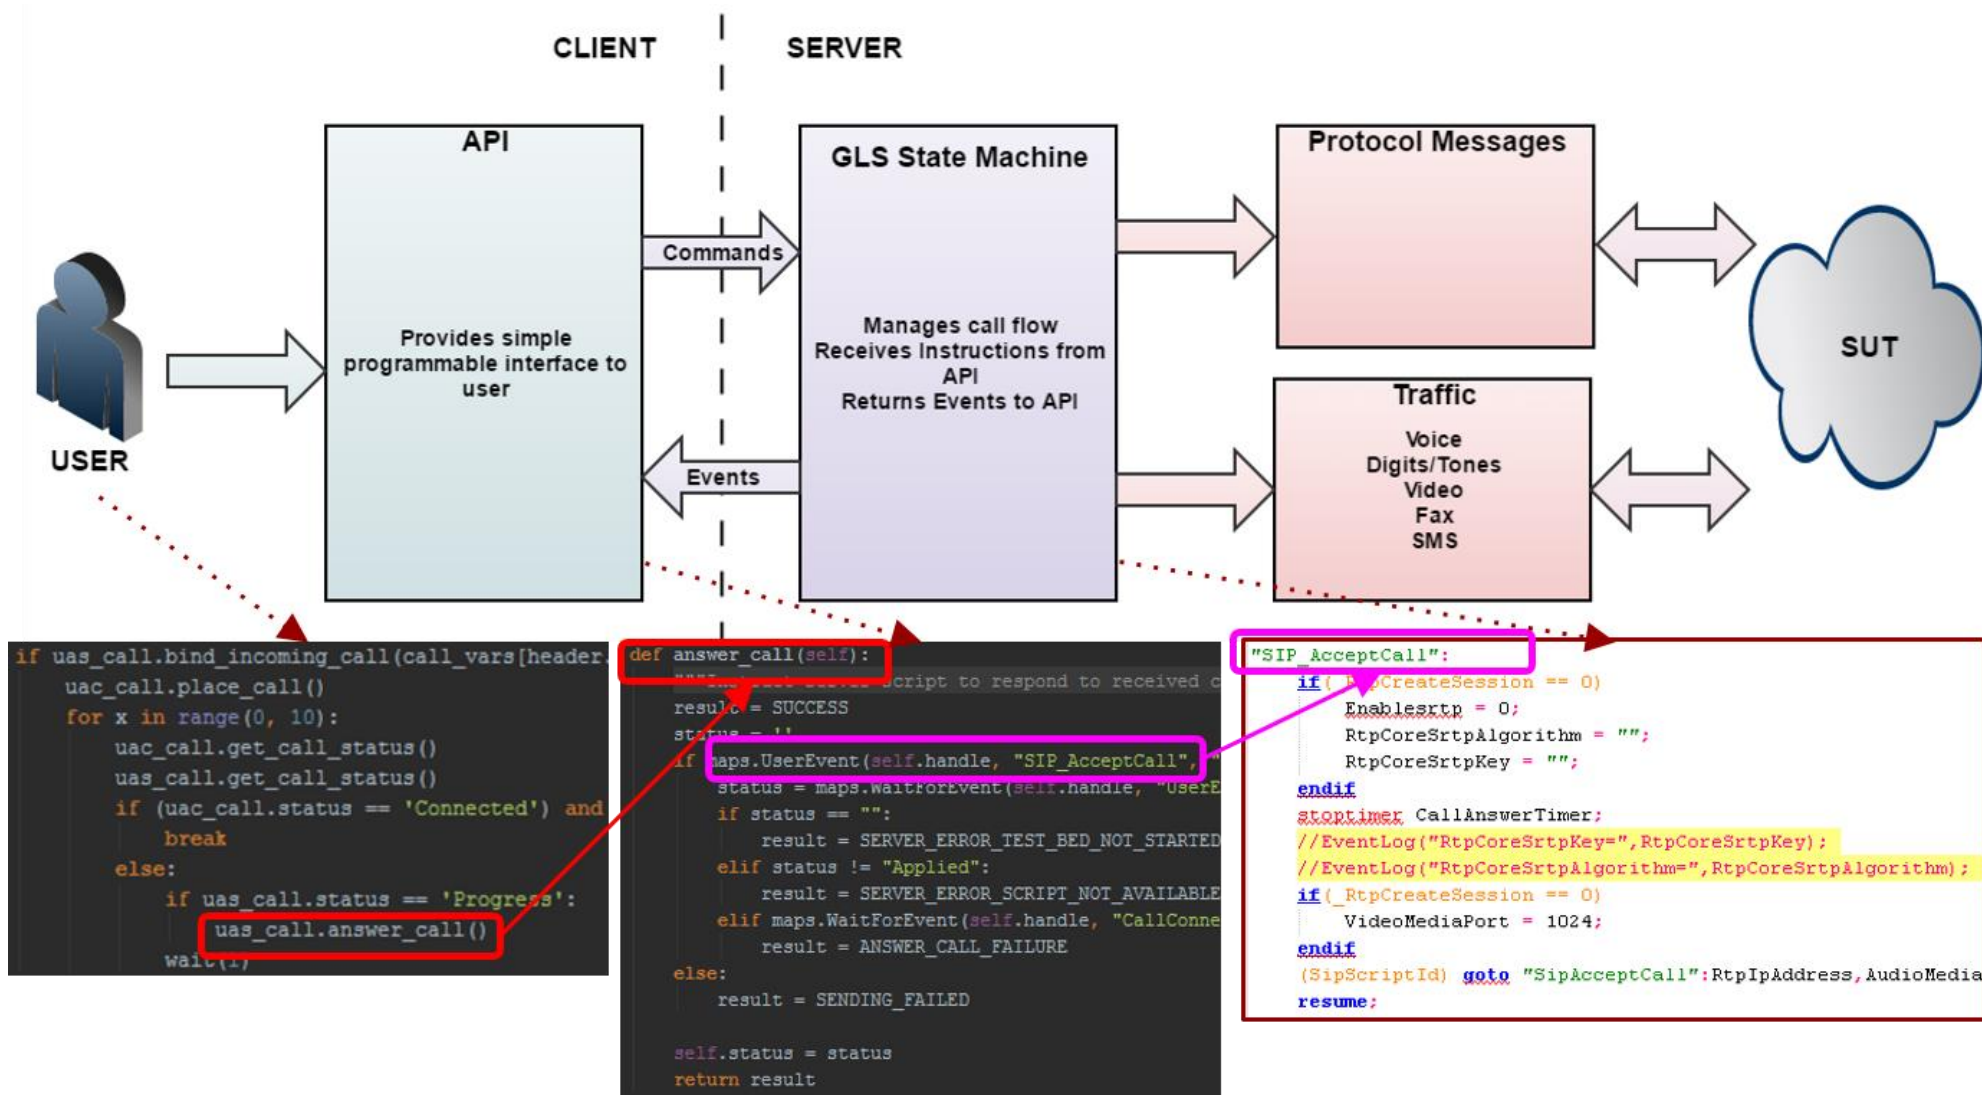 CLIENT
SERVER
API
Provides simple
programmable interface to
user
Commands
Events
GLS State Machine
Manages call flow
Receives Instructions from
API
Returns Events to API
Protocol Messages
Traffic
Voice
Digits/Tones
Video
Fax
SMS
SUT
USER
if uas_call.bind_incoming_call(call_vars[header.
uac_call.place_call()
for x in range(0, 10):
uac_call.get_call_status()
uas_call.get_call_status()
if (uac_call.status == 'Connected') and
break
else:
if uas_call.status == 'Progress':
uas_call.answer_call()
wait(1)
def answer_call(self):
script to respond to received c
result = SUCCESS
status = ''
if maps.UserEvent(self.handle, "SIP_AcceptCall", "
status = maps.WaitForEvent(self.handle, "UserE
if status == "":
result = SERVER_ERROR_TEST_BED_NOT_STARTED
elif status != "Applied":
result = SERVER_ERROR_SCRIPT_NOT_AVAILABLE
elif maps.WaitForEvent(self.handle, "CallConne
result = ANSWER_CALL_FAILURE
else:
result = SENDING_FAILED
self.status = status
return result
"SIP_AcceptCall":
if(_RtpCreateSession == 0)
Enablesrtp = 0;
RtpCoreSrtpAlgorithm = "";
RtpCoreSrtpKey = "";
endif
stoptimer CallAnswerTimer;
//EventLog("RtpCoreSrtpKey=",RtpCoreSrtpKey);
//EventLog("RtpCoreSrtpAlgorithm=",RtpCoreSrtpAlgorithm);
if(_RtpCreateSession == 0)
VideoMediaPort = 1024;
endif
(SipScriptId) goto "SipAcceptCall":RtpIpAddress,AudioMedia
resume;